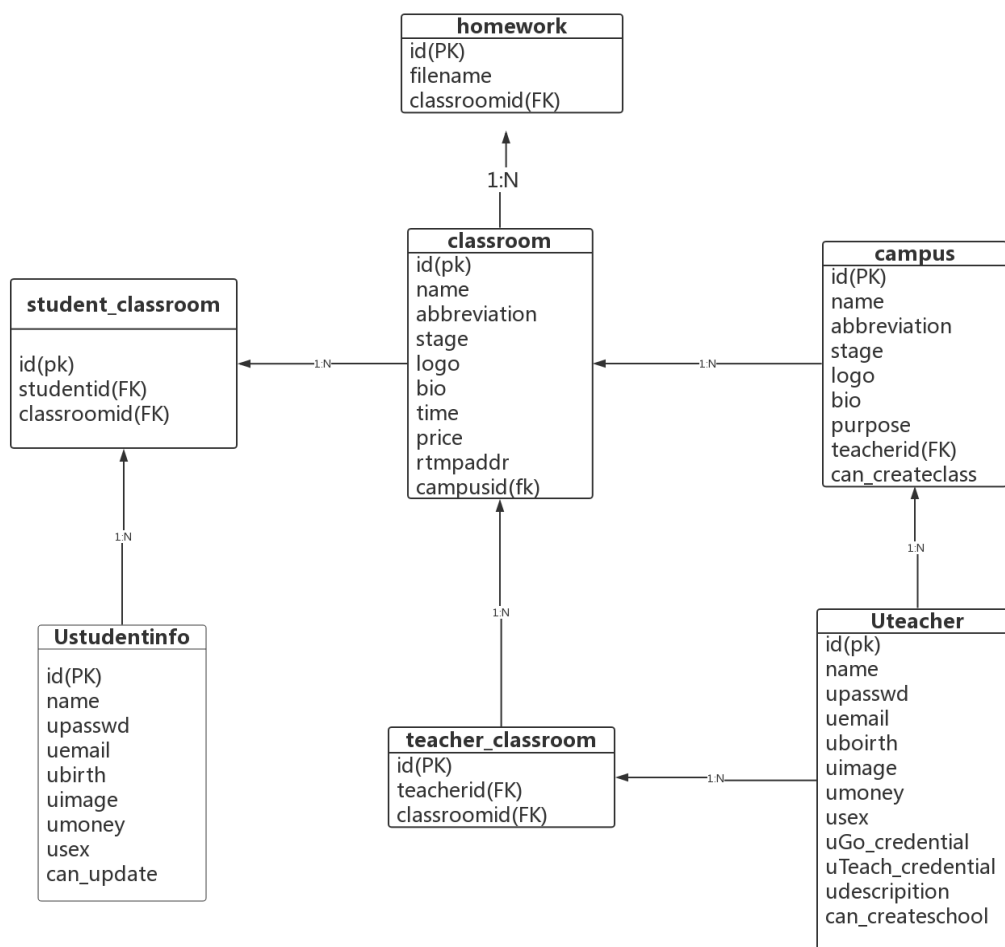 homework
id(PK)
filename
classroomid(FK)
1:N
classroom
id(pk)
name
abbreviation
stage
logo
bio
time
price
rtmpaddr
campusid(fk)
campus
id(PK)
name
abbreviation
stage
logo
bio
purpose
teacherid(FK)
can_createclass
student_classroom
id(pk)
studentid(FK)
classroomid(FK)
1:N
1:N
1:N
1:N
1:N
Ustudentinfo
id(PK)
name
upasswd
uemail
ubirth
uimage
umoney
usex
can_update
teacher_classroom
id(PK)
teacherid(FK)
classroomid(FK)
1:N
Uteacher
id(pk)
name
upasswd
uemail
uboirth
uimage
umoney
usex
uGo_credential
uTeach_credential
udescripition
can_createschool